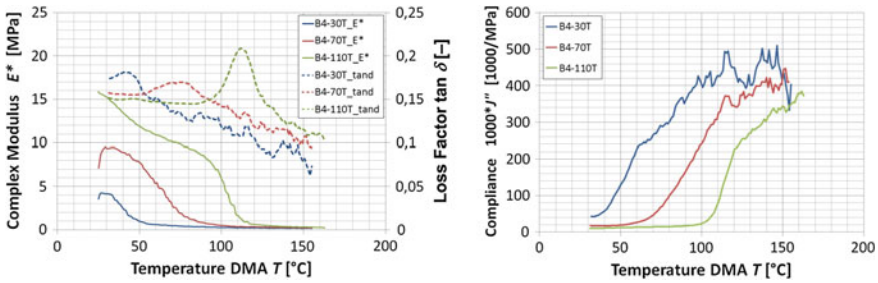 Complex Modulus E* [MPa]
25
20
15
10
5
0
0
50
100
150
200
Temperature DMA T [°C]
0,25
0,2
0,15
0,1
0,05
0
Loss Factor tan δ [–]
B4-30T_E*
B4-70T_E*
B4-110T_E*
B4-30T_tand
B4-70T_tand
B4-110T_tand
Compliance 1000*J" [1000/MPa]
600
500
400
300
200
100
0
0
50
100
150
200
Temperature DMA T [°C]
B4-30T
B4-70T
B4-110T